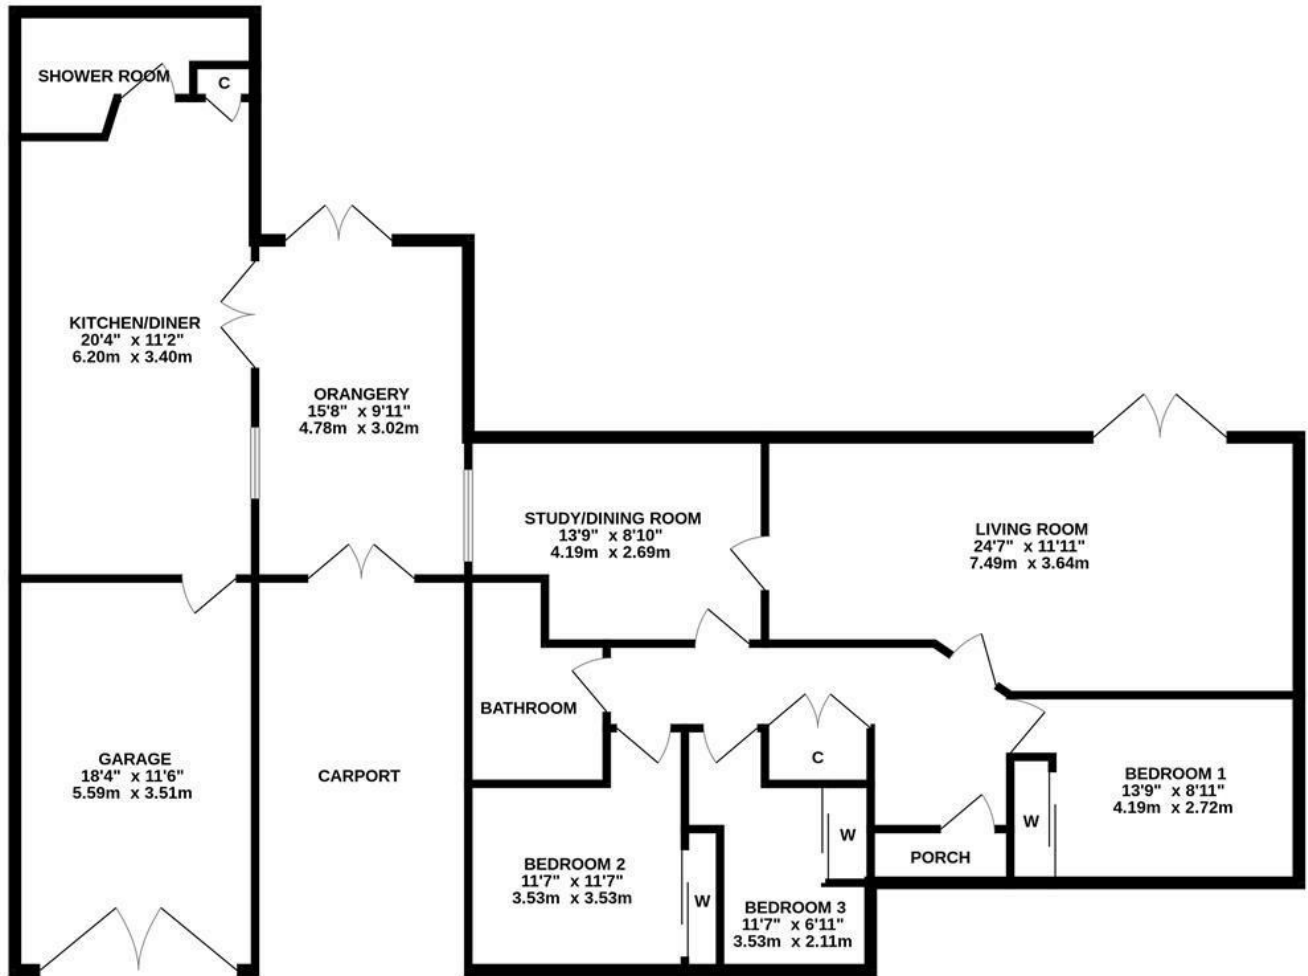 SHOWER ROOM
C
KITCHEN/DINER
20'4" x 11'2"
6.20m x 3.40m
ORANGERY
15'8" x 9'11"
4.78m x 3.02m
STUDY/DINING ROOM
13'9" x 8'10"
4.19m x 2.69m
LIVING ROOM
24'7" x 11'11"
7.49m x 3.64m
BATHROOM
GARAGE
18'4" x 11'6"
5.59m x 3.51m
CARPORT
C
BEDROOM 1
13'9" x 8'11"
4.19m x 2.72m
W
W
PORCH
BEDROOM 2
11'7" x 11'7"
3.53m x 3.53m
W
BEDROOM 3
11'7" x 6'11"
3.53m x 2.11m